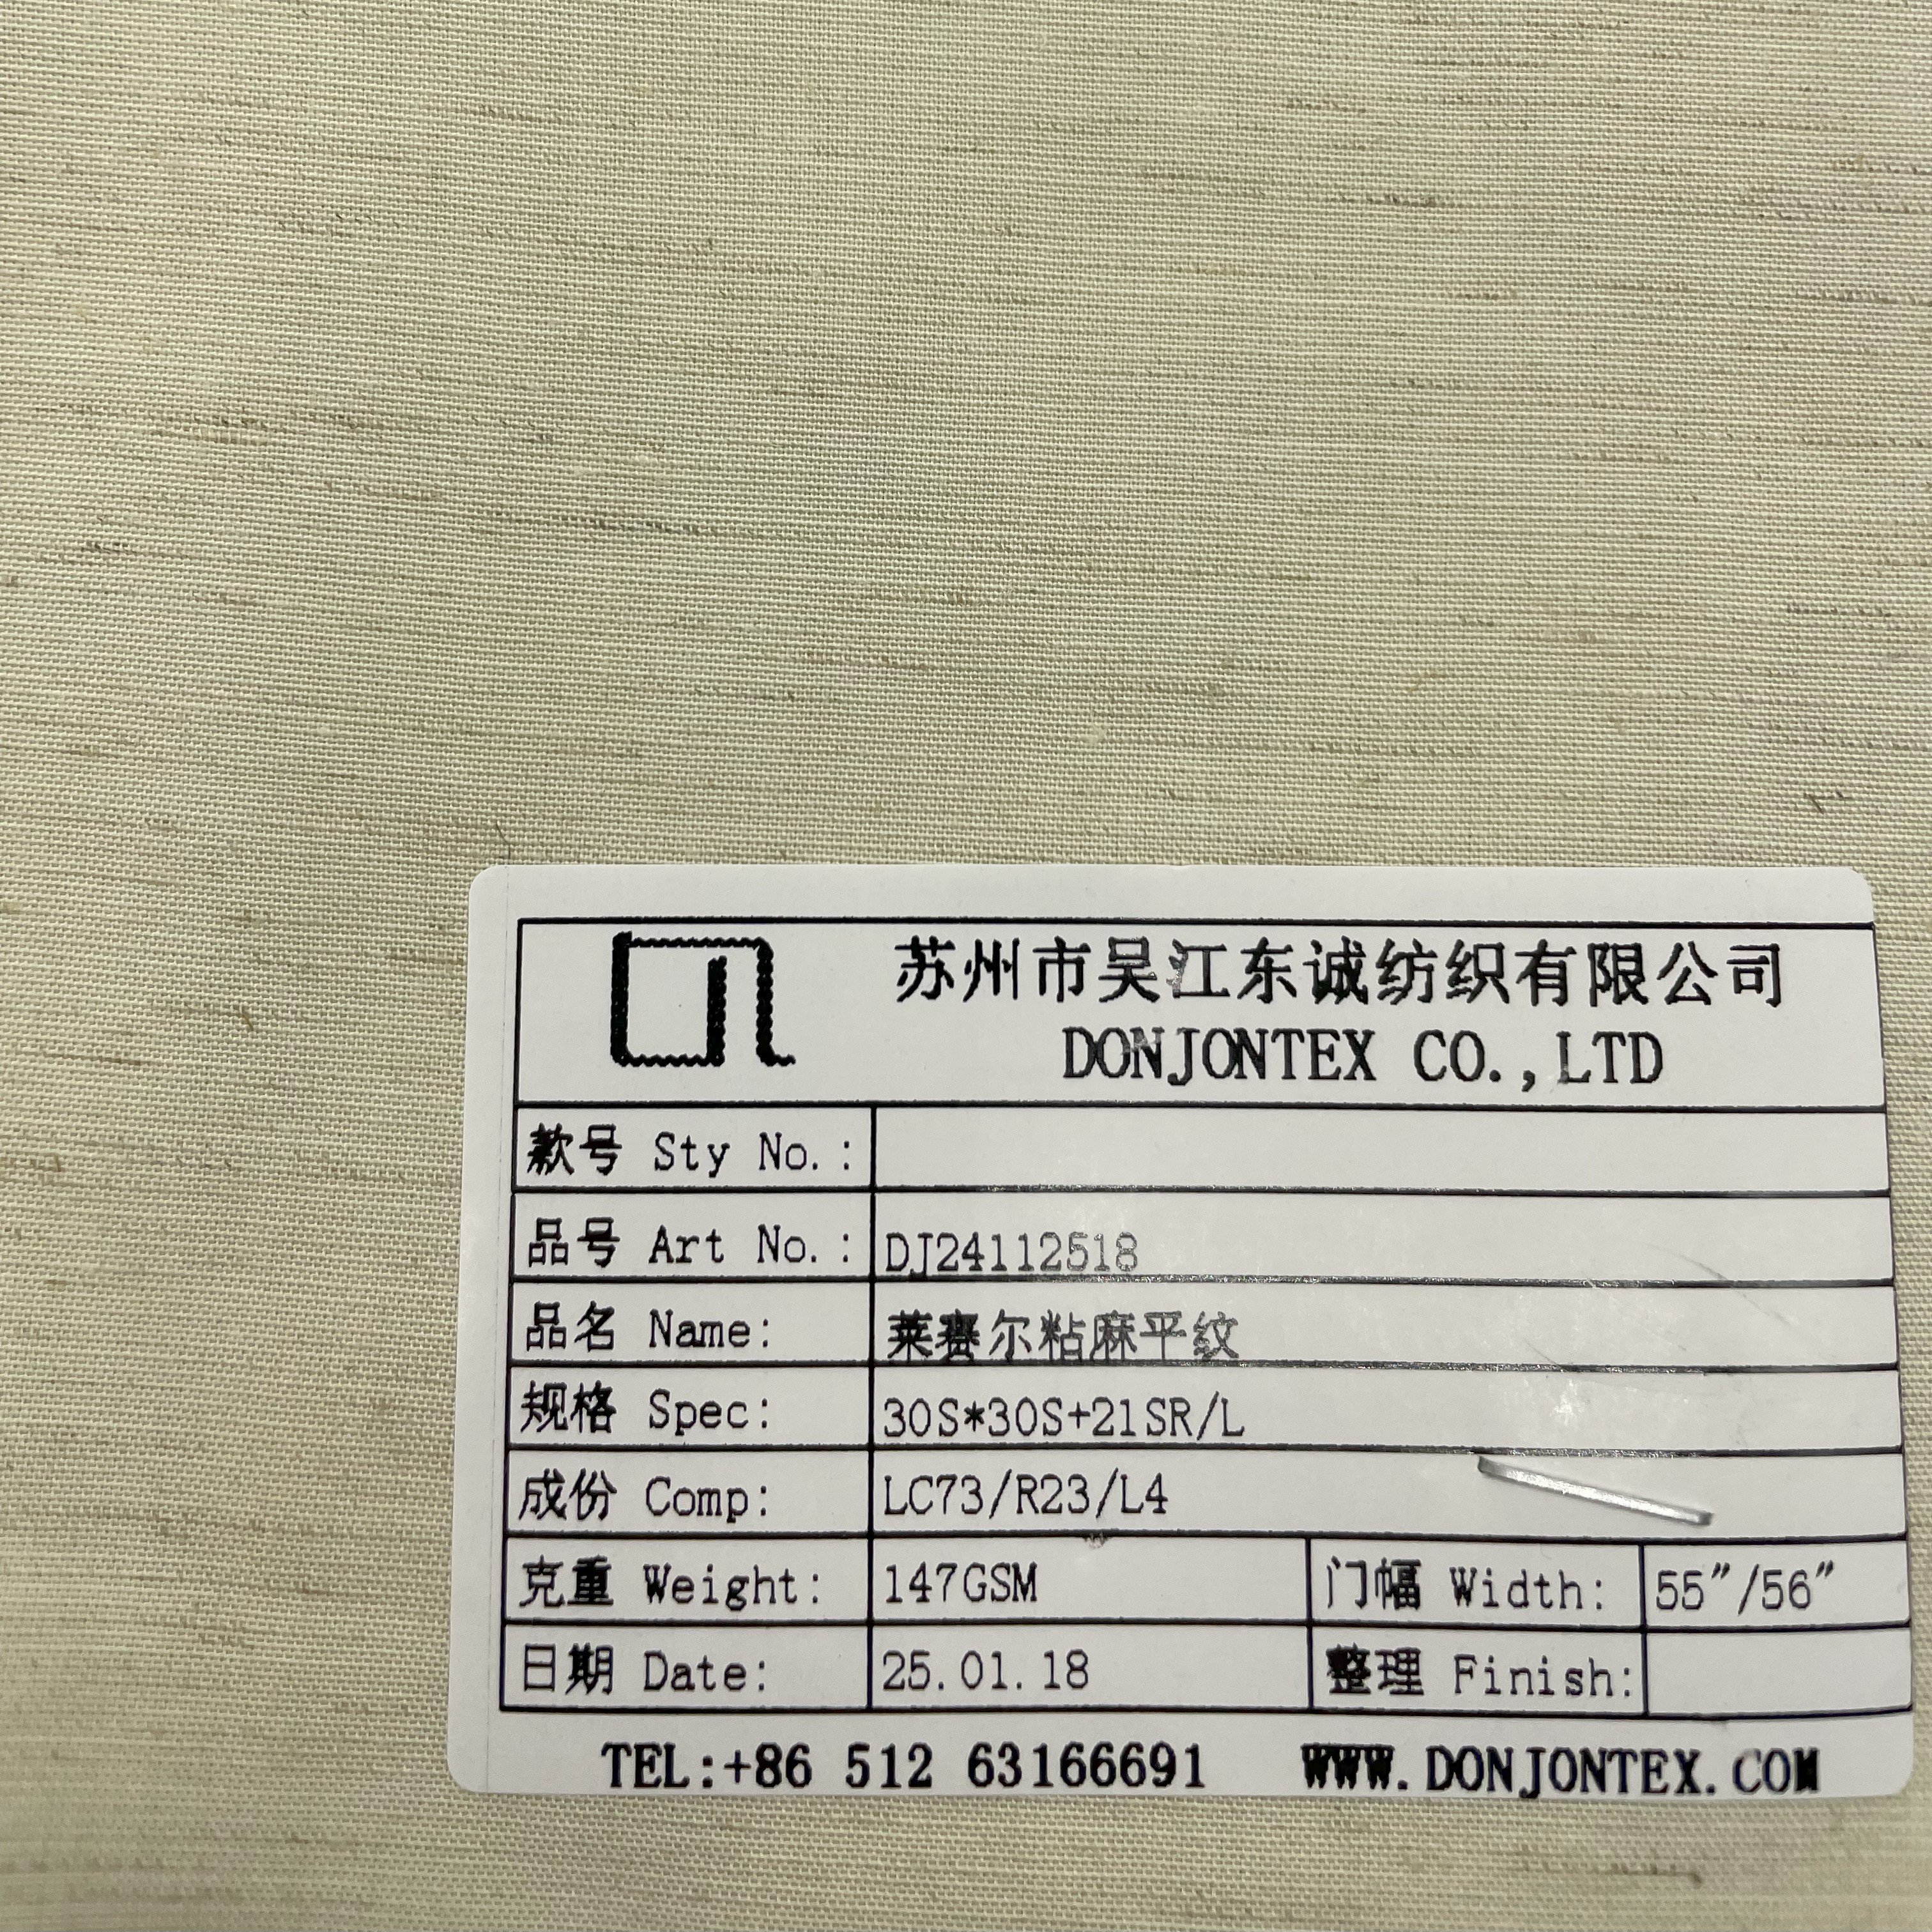 苏州市吴江东诚纺织有限公司
DONJONTEX CO.,LTD
款号 Sty No.:
品号 Art No.: DJ24112518
品名 Name: 莱赛尔粘麻平纹
规格 Spec: 30S*30S+21SR/L
成份 Comp: LC73/R23/L4
克重 Weight: 147GSM 门幅 Width: 55"/56"
日期 Date: 25.01.18 整理 Finish:
TEL:+86 512 63166691 WWW.DONJONTEX.COM